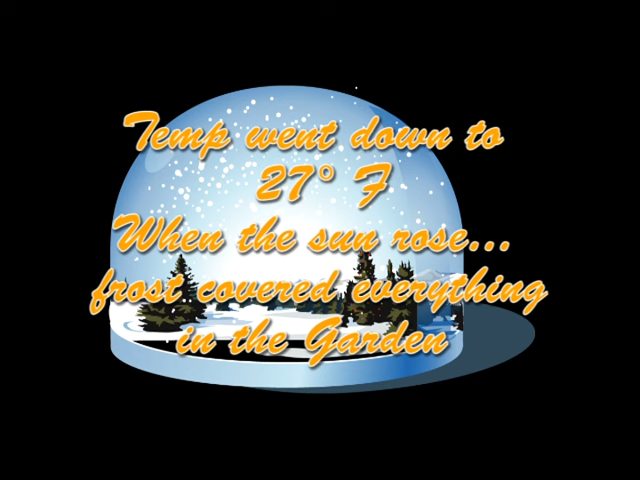 Temp went down to
27° F
When the sun rose...
frost covered everything
in the Garden